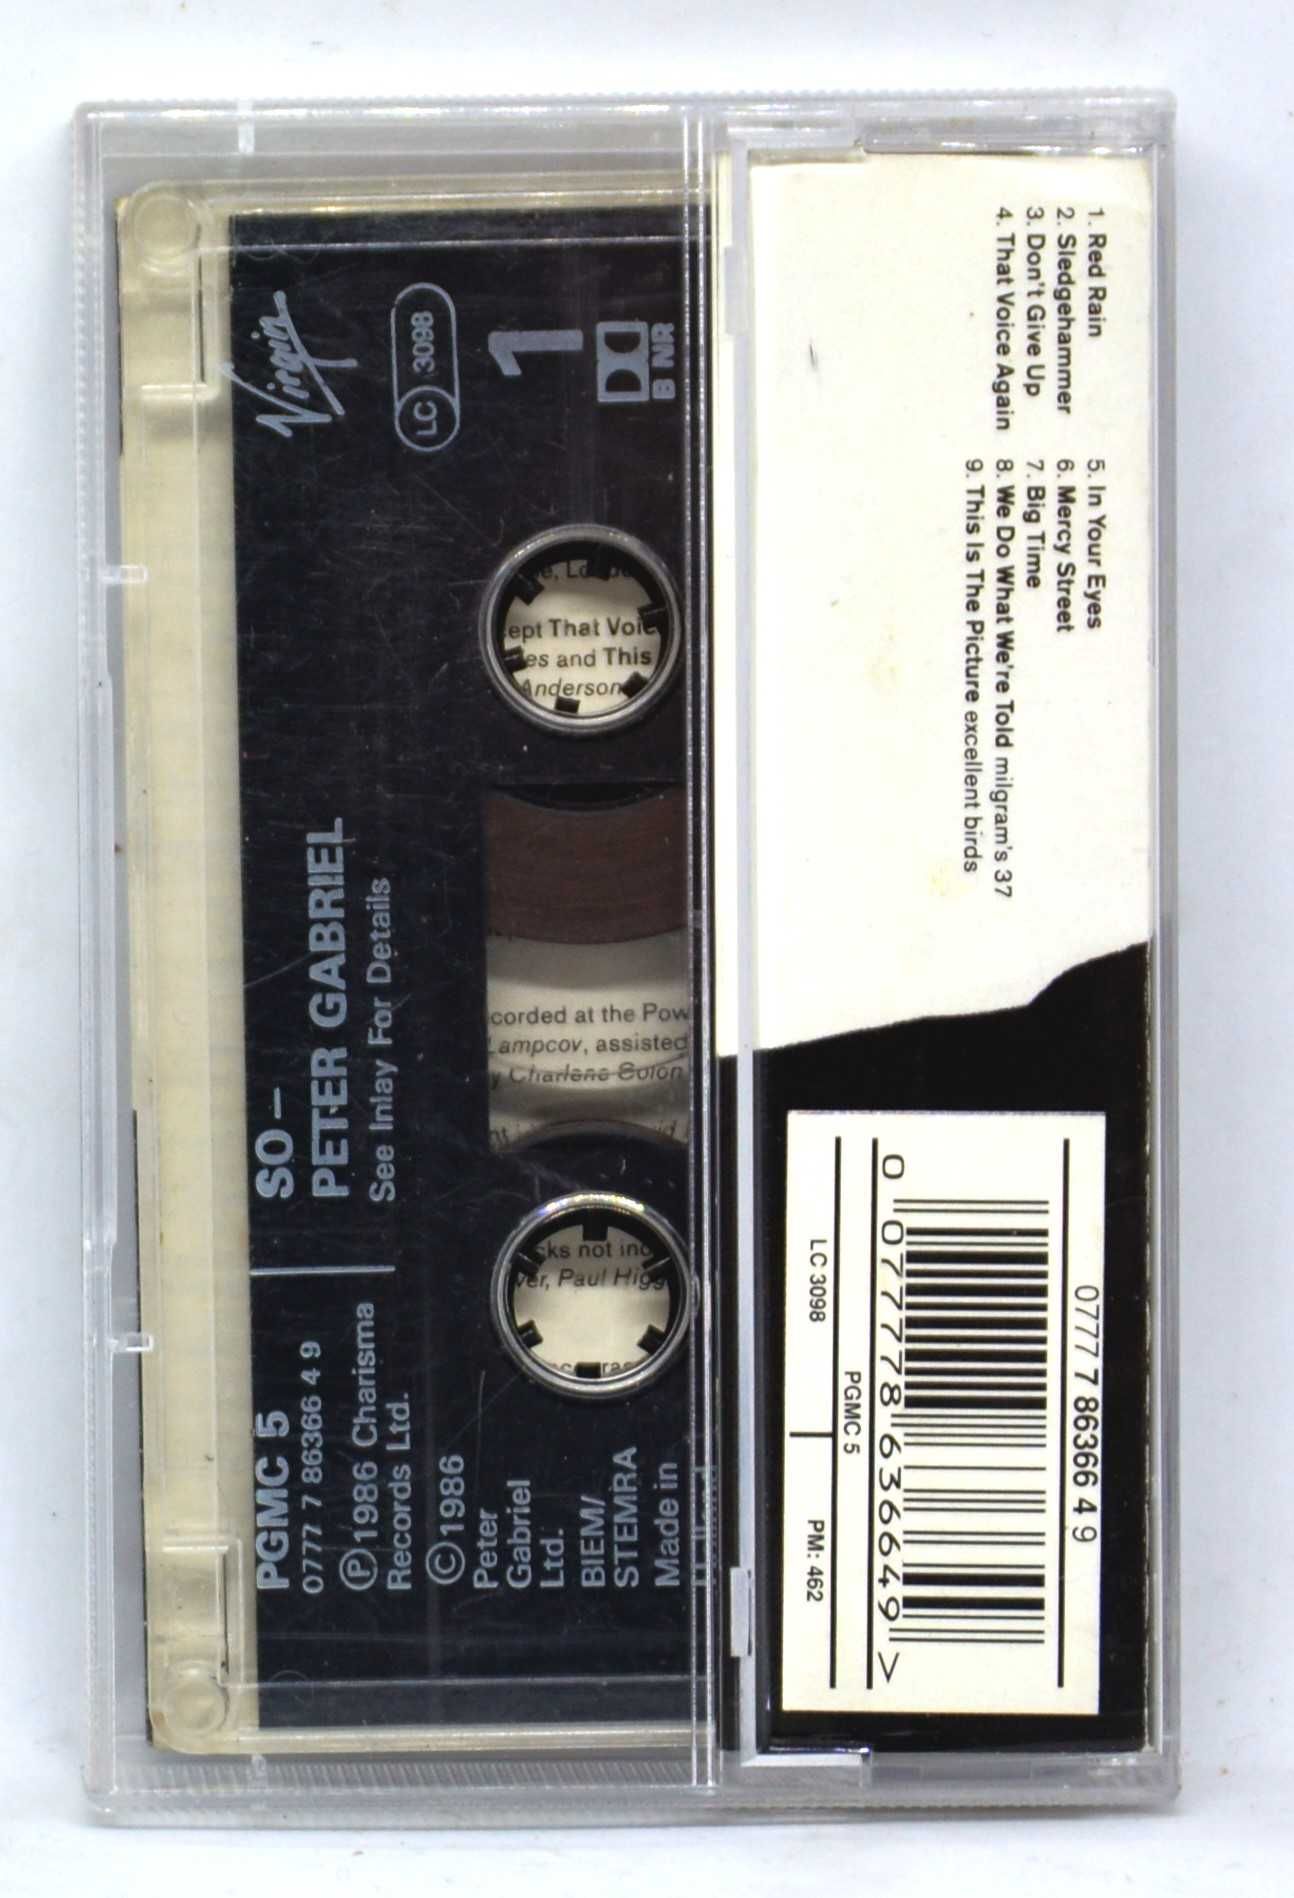 1. Red Rain
2. Sledgehammer
3. Don't Give Up
4. That Voice Again
5. In Your Eyes
6. Mercy Street
7. Big Time
8. We Do What We're Told milgram's 37
9. This Is The Picture excellent birds
0777 7 86366 4 9
0 077778 636649 >
PGMC 5
LC 3098
PM: 462
Virgin
LC 3098
1
B NR
SO –
PETER GABRIEL
See Inlay For Details
PGMC 5
0777 7 86366 4 9
Ⓟ 1986 Charisma
Records Ltd.
© 1986
Peter
Gabriel
Ltd.
BIEM/
STEMRA
Made in
ept That Voice
es and This
Anderson
corded at the Pow
Lampcov, assisted
y Charlene Colon
cks not inc
ver, Paul Higg